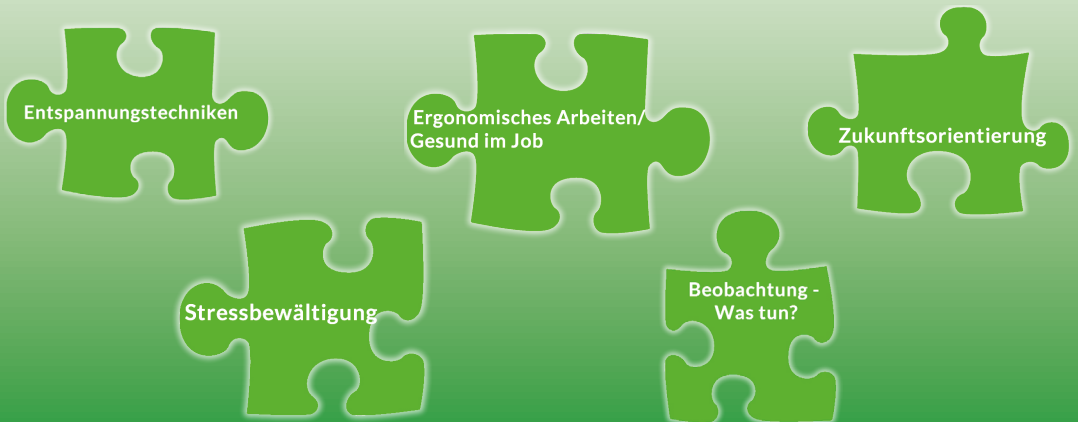 Entspannungstechniken
Ergonomisches Arbeiten/
Gesund im Job
Zukunftsorientierung
Stressbewältigung
Beobachtung -
Was tun?